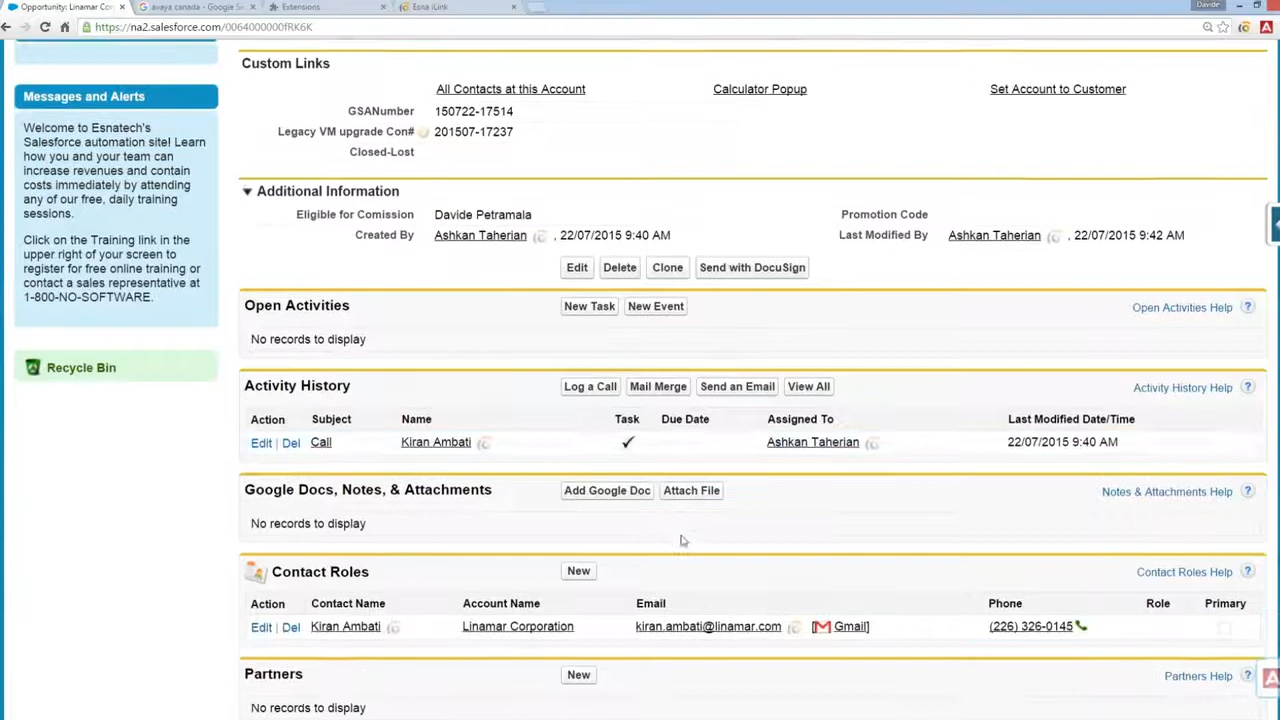 Opportunity: Linamar Cor
avaya canada - Google Se
Extensions
Esna iLink
Davide
https://na2.salesforce.com/0064000000fRK6K
Custom Links
All Contacts at this Account
Calculator Popup
Set Account to Customer
GSANumber 150722-17514
Legacy VM upgrade Con# 201507-17237
Closed-Lost
Messages and Alerts
Welcome to Esnatech's
Salesforce automation site! Learn
how you and your team can
increase revenues and contain
costs immediately by attending
any of our free, daily training
sessions.
Click on the Training link in the
upper right of your screen to
register for free online training or
contact a sales representative at
1-800-NO-SOFTWARE.
Recycle Bin
Additional Information
Eligible for Comission Davide Petramala Promotion Code
Created By Ashkan Taherian , 22/07/2015 9:40 AM Last Modified By Ashkan Taherian , 22/07/2015 9:42 AM
Edit Delete Clone Send with DocuSign
Open Activities New Task New Event Open Activities Help ?
No records to display
Activity History Log a Call Mail Merge Send an Email View All Activity History Help ?
Action Subject Name Task Due Date Assigned To Last Modified Date/Time
Edit | Del Call Kiran Ambati Ashkan Taherian 22/07/2015 9:40 AM
Google Docs, Notes, & Attachments Add Google Doc Attach File Notes & Attachments Help ?
No records to display
Contact Roles New Contact Roles Help ?
Action Contact Name Account Name Email Phone Role Primary
Edit | Del Kiran Ambati Linamar Corporation kiran.ambati@linamar.com [Gmail] (226) 326-0145
Partners New Partners Help ?
No records to display